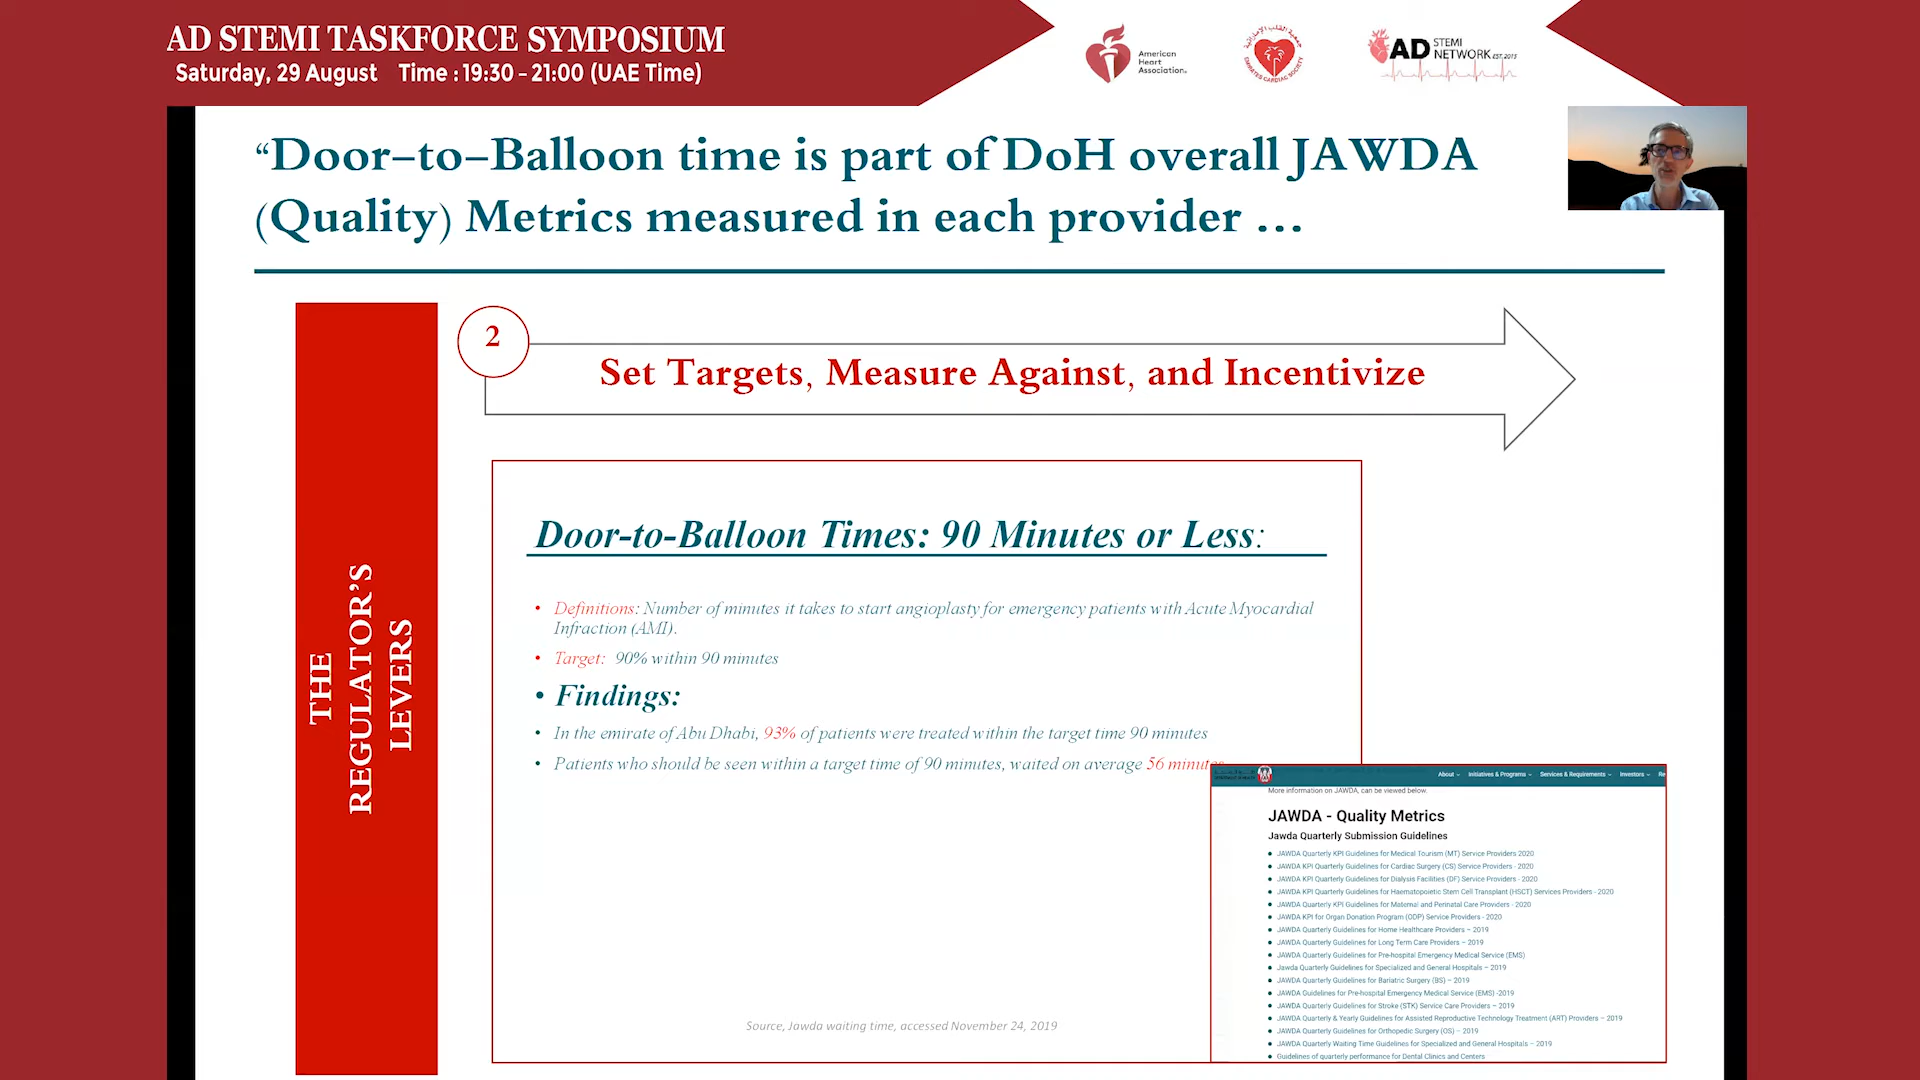 AD STEMI TASKFORCE SYMPOSIUM
Saturday, 29 August Time : 19:30 - 21:00 (UAE Time)
American
Heart
Association.
EMIRATES CARDIAC SOCIETY
AD STEMI
NETWORK EST. 2015
“Door-to-Balloon time is part of DoH overall JAWDA
(Quality) Metrics measured in each provider ...
2
Set Targets, Measure Against, and Incentivize
THE
REGULATOR'S
LEVERS
Door-to-Balloon Times: 90 Minutes or Less:
• Definitions: Number of minutes it takes to start angioplasty for emergency patients with Acute Myocardial
Infraction (AMI).
• Target: 90% within 90 minutes
• Findings:
• In the emirate of Abu Dhabi, 93% of patients were treated within the target time 90 minutes
• Patients who should be seen within a target time of 90 minutes, waited on average 56 minutes
Source, Jawda waiting time, accessed November 24, 2019
About Initiatives & Programs Services & Requirements Investors Re
More information on JAWDA, can be viewed below.
JAWDA - Quality Metrics
Jawda Quarterly Submission Guidelines
JAWDA Quarterly KPI Guidelines for Medical Tourism (MT) Service Providers 2020
JAWDA KPI Quarterly Guidelines for Cardiac Surgery (CS) Service Providers - 2020
JAWDA KPI Quarterly Guidelines for Dialysis Facilities (DF) Service Providers - 2020
JAWDA KPI Quarterly Guidelines for Haematopoietic Stem Cell Transplant (HSCT) Services Providers - 2020
JAWDA Quarterly KPI Guidelines for Maternal and Perinatal Care Providers - 2020
JAWDA KPI for Organ Donation Program (ODP) Service Providers - 2020
JAWDA Quarterly Guidelines for Home Healthcare Providers – 2019
JAWDA Quarterly Guidelines for Long Term Care Providers – 2019
JAWDA Quarterly Guidelines for Pre-hospital Emergency Medical Service (EMS)
Jawda Quarterly Guidelines for Specialized and General Hospitals – 2019
JAWDA Quarterly Guidelines for Bariatric Surgery (BS) – 2019
JAWDA Guidelines for Pre-hospital Emergency Medical Service (EMS) -2019
JAWDA Quarterly Guidelines for Stroke (STK) Service Care Providers – 2019
JAWDA Quarterly & Yearly Guidelines for Assisted Reproductive Technology Treatment (ART) Providers – 2019
JAWDA Quarterly Guidelines for Orthopedic Surgery (OS) – 2019
JAWDA Quarterly Waiting Time Guidelines for Specialized and General Hospitals – 2019
Guidelines of quarterly performance for Dental Clinics and Centers